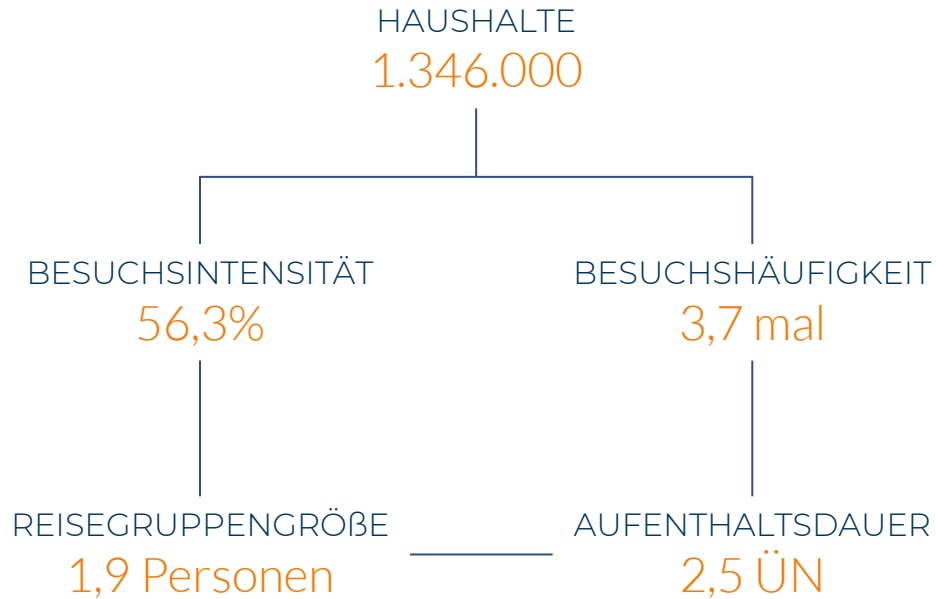 HAUSHALTE
1.346.000
BESUCHSINTENSITÄT
56,3%
BESUCHSHÄUFIGKEIT
3,7 mal
REISEGRUPPENGRÖßE
1,9 Personen
AUFENTHALTSDAUER
2,5 ÜN